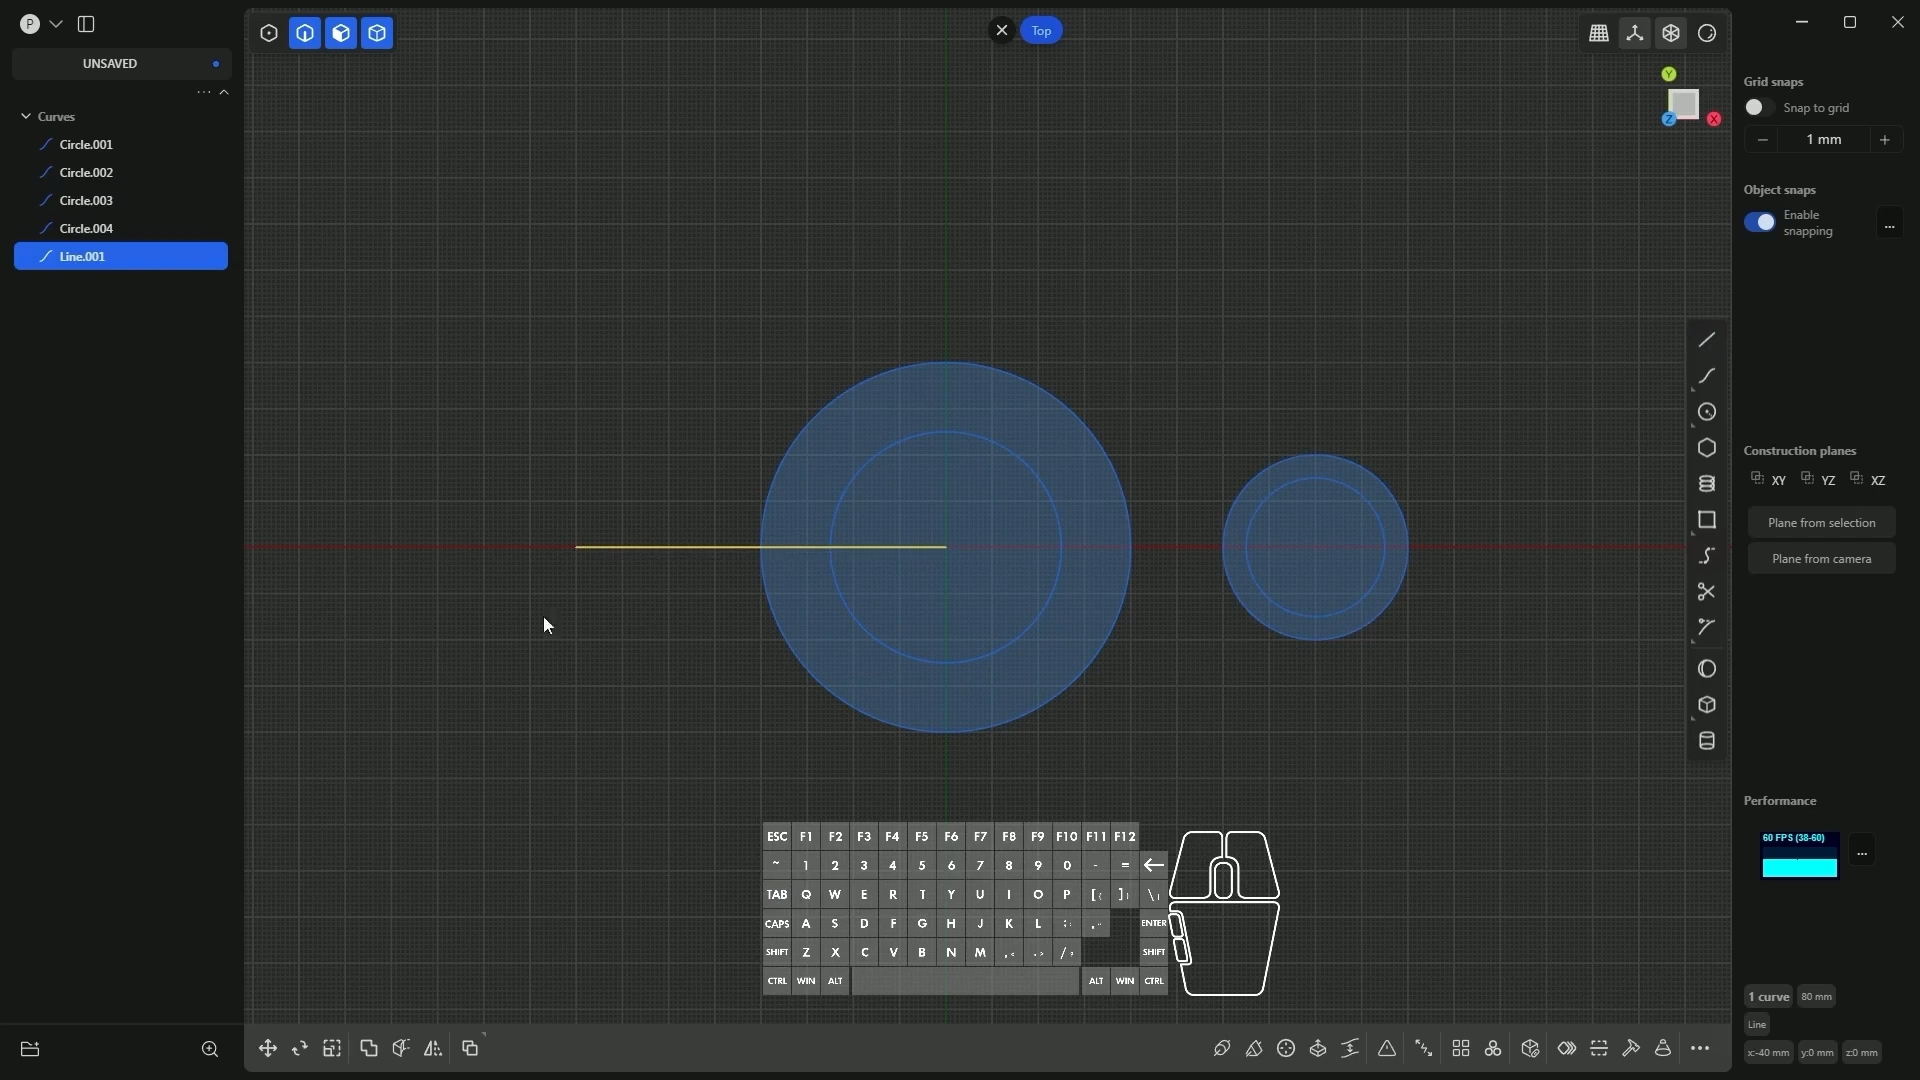 P
UNSAVED
Curves
Circle.001
Circle.002
Circle.003
Circle.004
Line.001
Top
Y
Z
X
Grid snaps
Snap to grid
1 mm
Object snaps
Enable
snapping
...
Construction planes
XY YZ XZ
Plane from selection
Plane from camera
Performance
60 FPS (38-60)
...
ESC F1 F2 F3 F4 F5 F6 F7 F8 F9 F10 F11 F12
~ 1 2 3 4 5 6 7 8 9 0 - =
TAB Q W E R T Y U I O P [{ ]} \|
CAPS A S D F G H J K L ;: ENTER
SHIFT Z X C V B N M ,< .> /? SHIFT
CTRL WIN ALT ALT WIN CTRL
1 curve 80 mm
Line
x:-40 mm y:0 mm z:0 mm